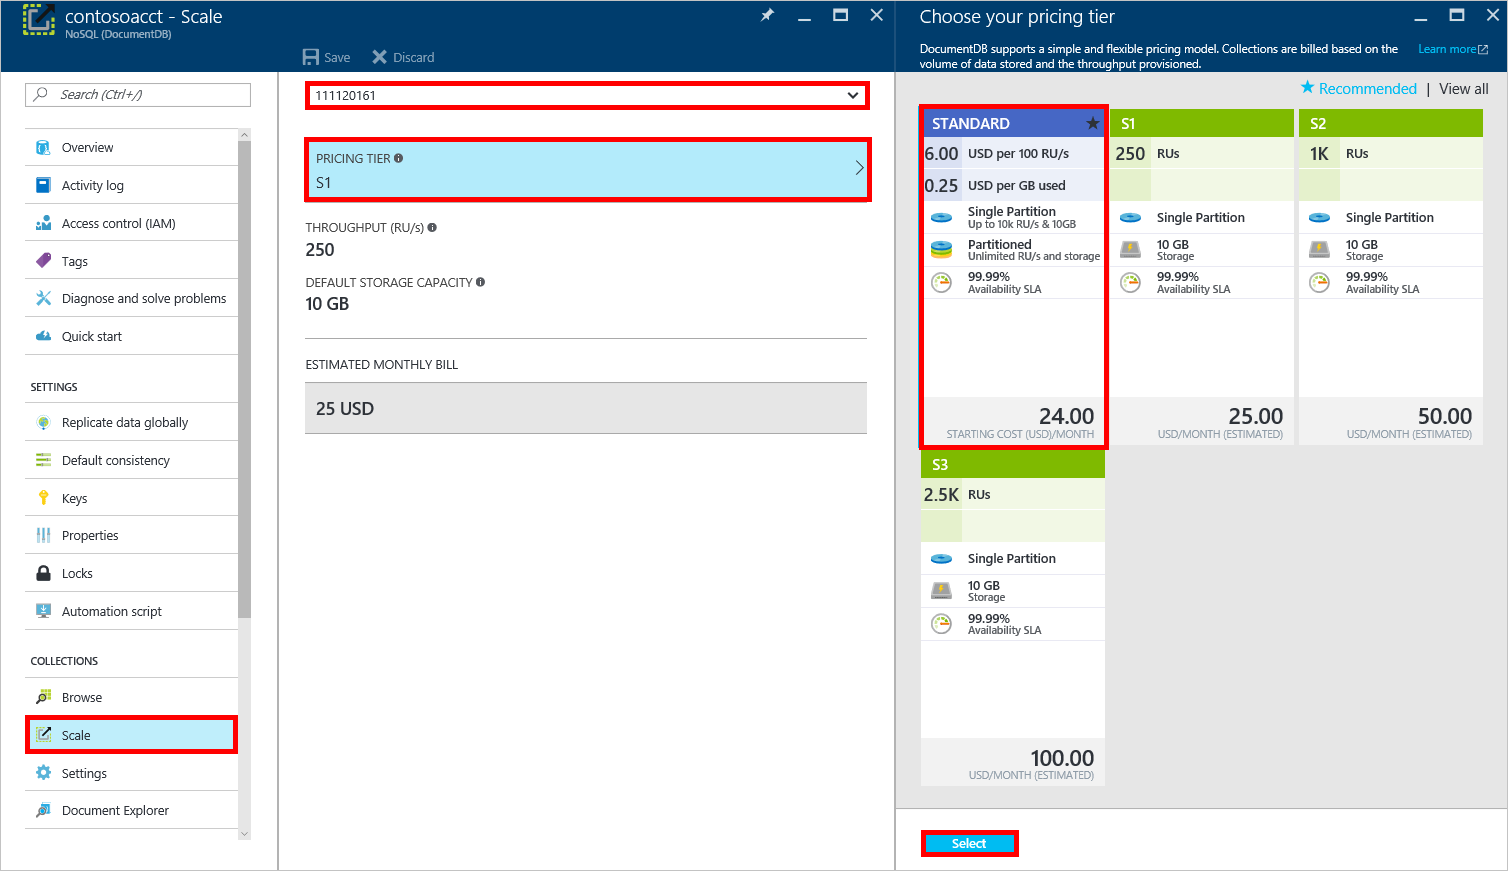 contosoacct - Scale
NoSQL (DocumentDB)
Save
Discard
Search (Ctrl+/)
Overview
Activity log
Access control (IAM)
Tags
Diagnose and solve problems
Quick start
SETTINGS
Replicate data globally
Default consistency
Keys
Properties
Locks
Automation script
COLLECTIONS
Browse
Scale
Settings
Document Explorer
111120161
PRICING TIER
S1
THROUGHPUT (RU/s)
250
DEFAULT STORAGE CAPACITY
10 GB
ESTIMATED MONTHLY BILL
25 USD
Choose your pricing tier
DocumentDB supports a simple and flexible pricing model. Collections are billed based on the
volume of data stored and the throughput provisioned.
Learn more
Recommended | View all
STANDARD
6.00 USD per 100 RU/s
0.25 USD per GB used
Single Partition
Up to 10k RU/s & 10GB
Partitioned
Unlimited RU/s and storage
99.99%
Availability SLA
24.00
STARTING COST (USD)/MONTH
S1
250 RUs
Single Partition
10 GB
Storage
99.99%
Availability SLA
25.00
USD/MONTH (ESTIMATED)
S2
1K RUs
Single Partition
10 GB
Storage
99.99%
Availability SLA
50.00
USD/MONTH (ESTIMATED)
S3
2.5K RUs
Single Partition
10 GB
Storage
99.99%
Availability SLA
100.00
USD/MONTH (ESTIMATED)
Select